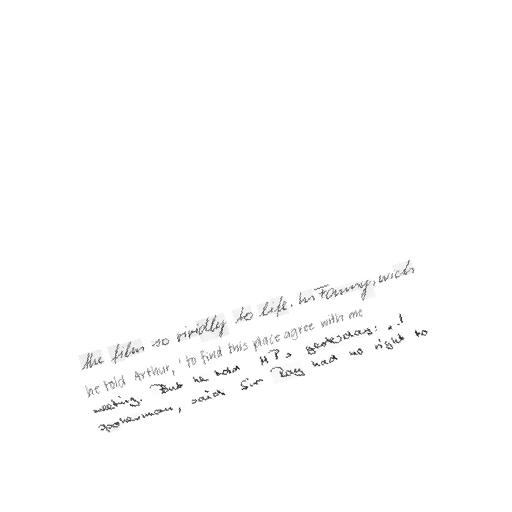 the film so vividly to life. In Fanny, wich
he told Arthur, ' to find this place agree with me
meeting. But he told M P s yesterday: " I
spokesman, said Sir Roy had no right to